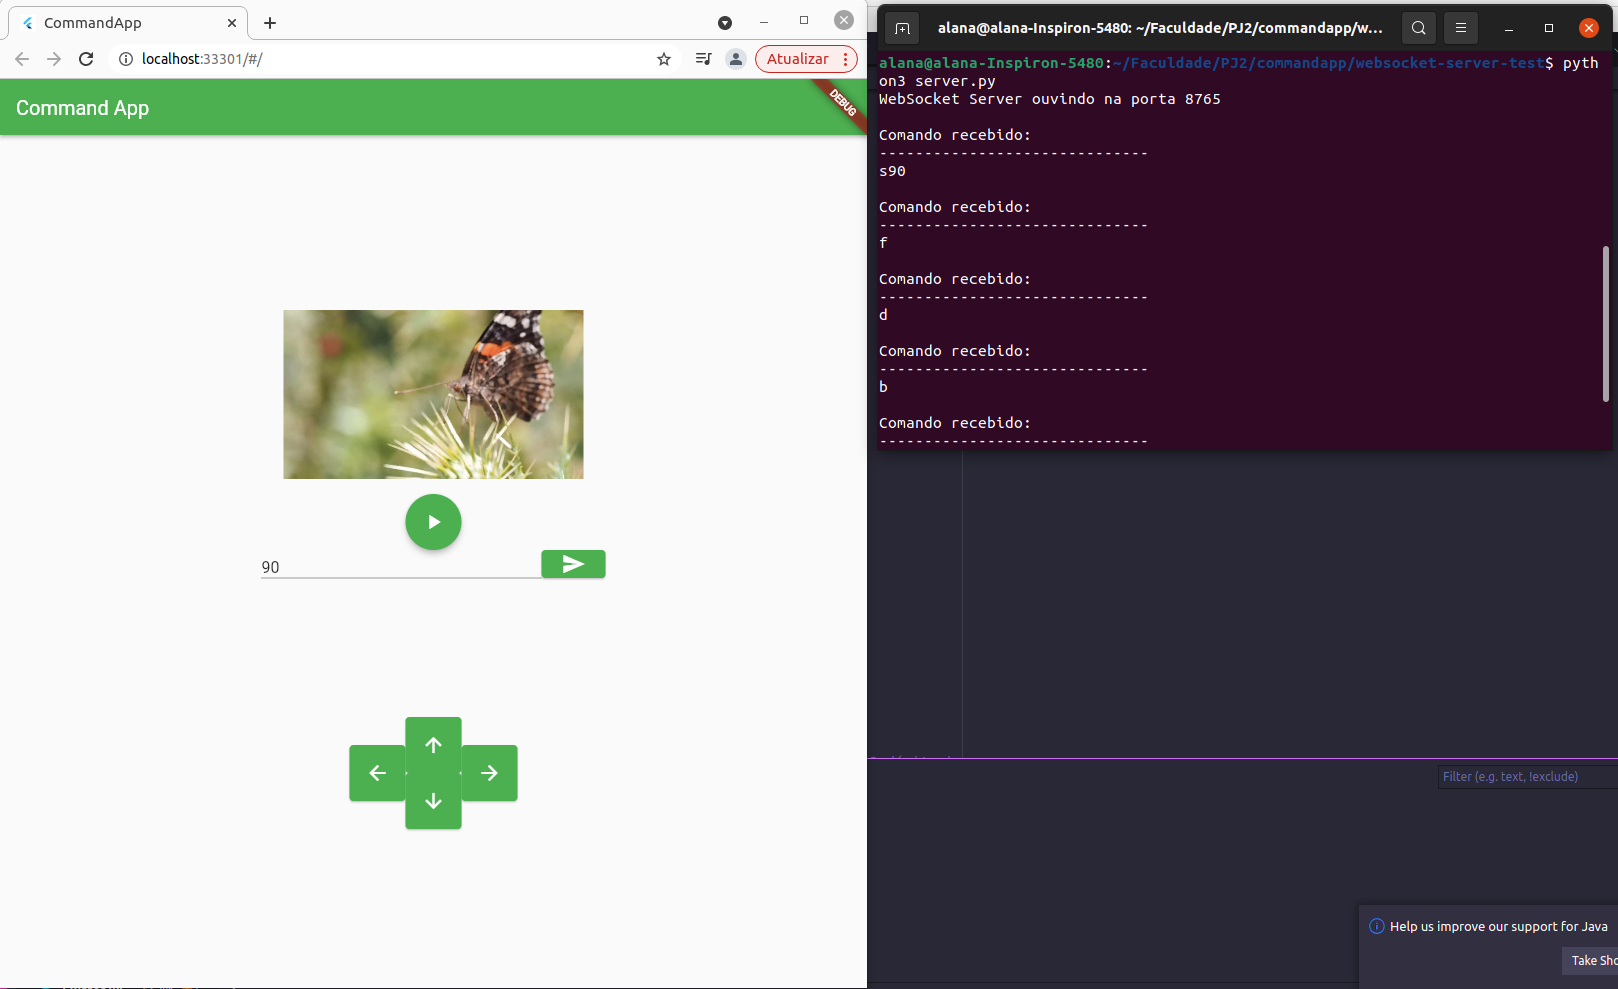 CommandApp
localhost:33301/#/
Atualizar
Command App
DEBUG
90
alana@alana-Inspiron-5480: ~/Faculdade/PJ2/commandapp/w...
alana@alana-Inspiron-5480:~/Faculdade/PJ2/commandapp/websocket-server-test$ pyth
on3 server.py
WebSocket Server ouvindo na porta 8765
Comando recebido:
------------------------------
s90
Comando recebido:
------------------------------
f
Comando recebido:
------------------------------
d
Comando recebido:
------------------------------
b
Comando recebido:
------------------------------
Filter (e.g. text, !exclude)
Help us improve our support for Java
Take Sho